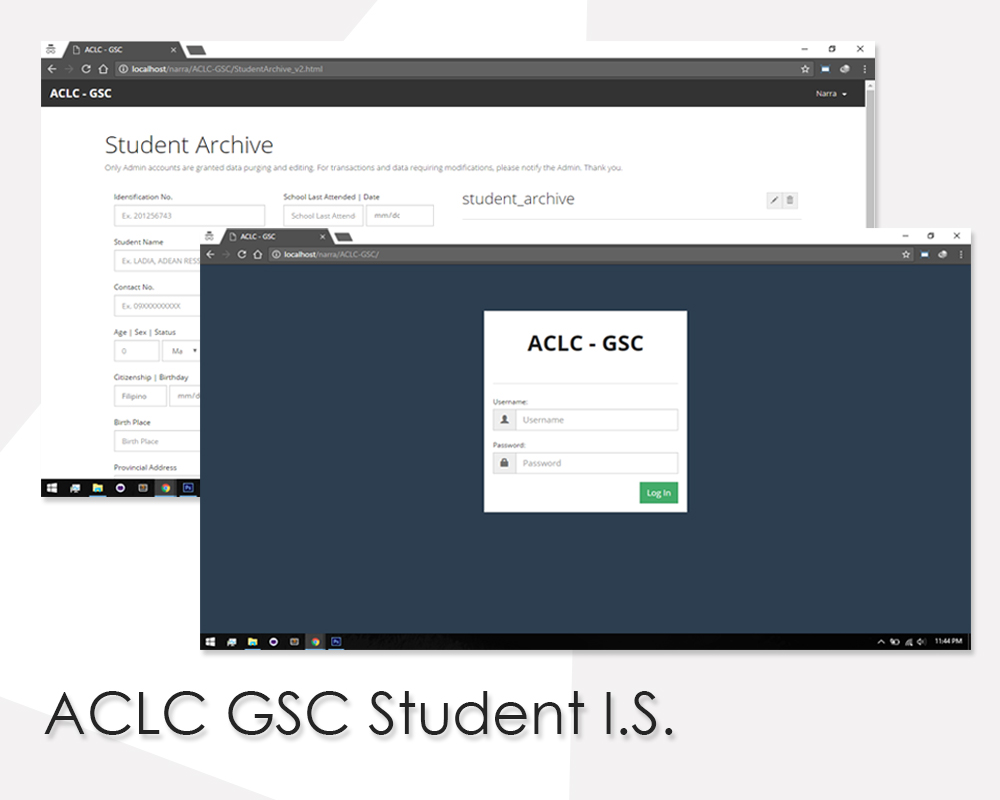 ACLC - GSC
localhost/narra/ACLC-GSC/StudentArchive_v2.html
ACLC - GSC
Narra
Student Archive
Only Admin accounts are granted data purging and editing. For transactions and data requiring modifications, please notify the Admin. Thank you.
Identification No.
School Last Attended | Date
student_archive
Ex. 201256743
School Last Attend
mm/dc
Student Name
Ex. LADIA, ADEAN RESS
Contact No.
Ex. 09XXXXXXXXX
Age | Sex | Status
0
Ma
Citizenship | Birthday
Filipino
mm/d
Birth Place
Birth Place
Provincial Address
ACLC - GSC
localhost/narra/ACLC-GSC/
ACLC - GSC
Username:
Username
Password:
Password
Log In
11:44 PM
ACLC GSC Student I.S.